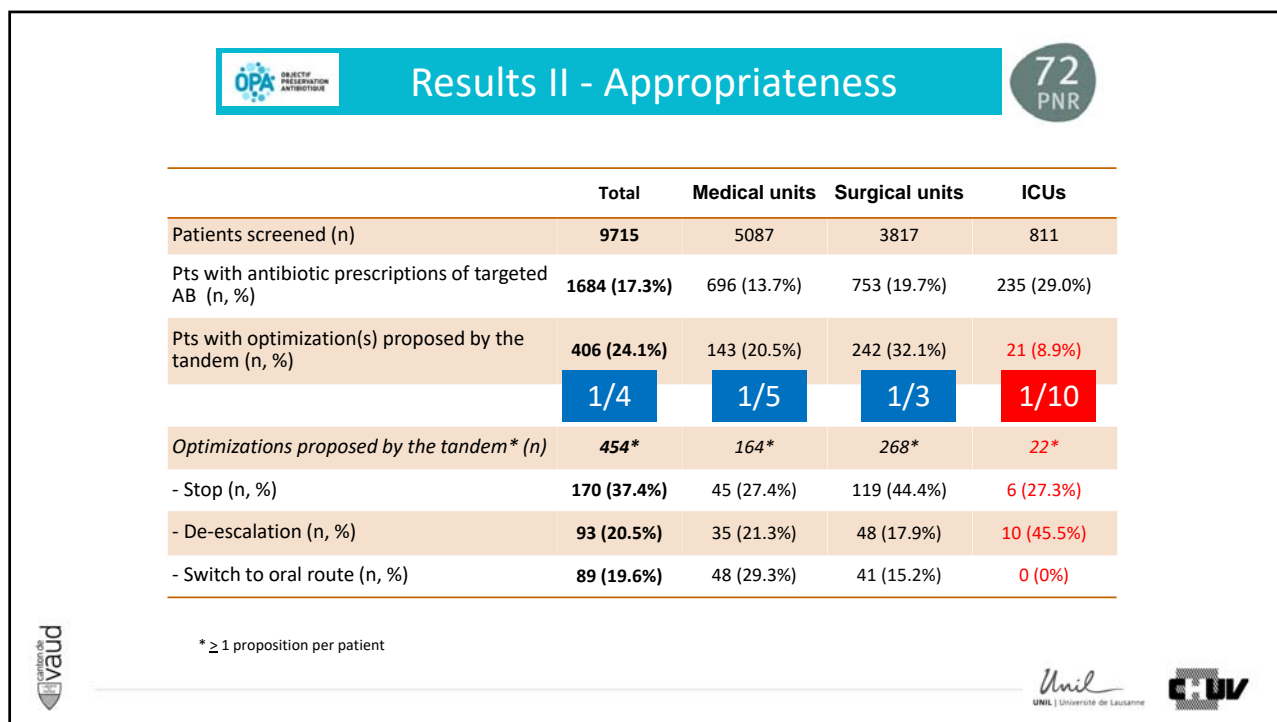 OPA OBJECTIF
PRÉSERVATION
ANTIBIOTIQUE
Results II - Appropriateness
72
PNR
Total Medical units Surgical units ICUs
Patients screened (n) 9715 5087 3817 811
Pts with antibiotic prescriptions of targeted
AB (n, %) 1684 (17.3%) 696 (13.7%) 753 (19.7%) 235 (29.0%)
Pts with optimization(s) proposed by the
tandem (n, %) 406 (24.1%) 143 (20.5%) 242 (32.1%) 21 (8.9%)
1/4 1/5 1/3 1/10
Optimizations proposed by the tandem* (n) 454* 164* 268* 22*
- Stop (n, %) 170 (37.4%) 45 (27.4%) 119 (44.4%) 6 (27.3%)
- De-escalation (n, %) 93 (20.5%) 35 (21.3%) 48 (17.9%) 10 (45.5%)
- Switch to oral route (n, %) 89 (19.6%) 48 (29.3%) 41 (15.2%) 0 (0%)
* ≥ 1 proposition per patient
canton de
vaud
Unil
UNIL | Université de Lausanne
CHUV